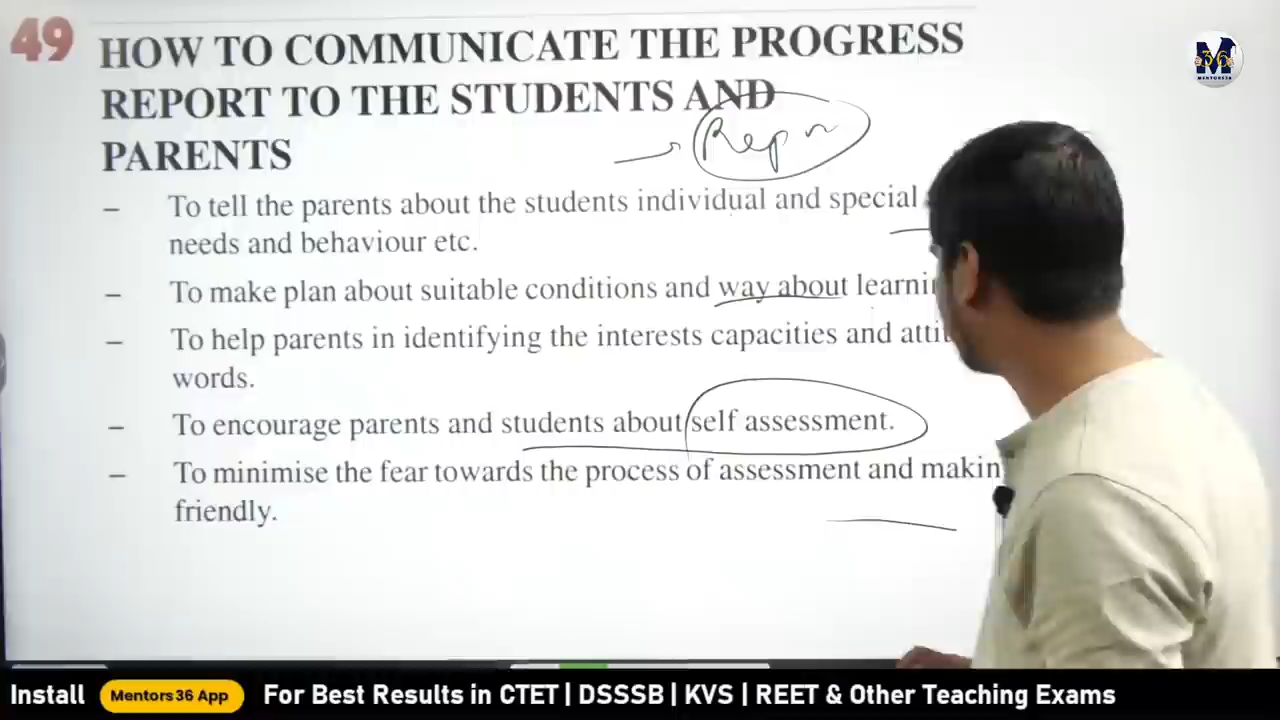 49 HOW TO COMMUNICATE THE PROGRESS
REPORT TO THE STUDENTS AND
PARENTS
– To tell the parents about the students individual and special
needs and behaviour etc.
– To make plan about suitable conditions and way about
– To help parents in identifying the interests capacities and
words.
– To encourage parents and students about self assessment.
– To minimise the fear towards the process of assessment and
friendly.
M
36
MENTORS36
Install Mentors36 App For Best Results in CTET | DSSSB | KVS | REET & Other Teaching Exams